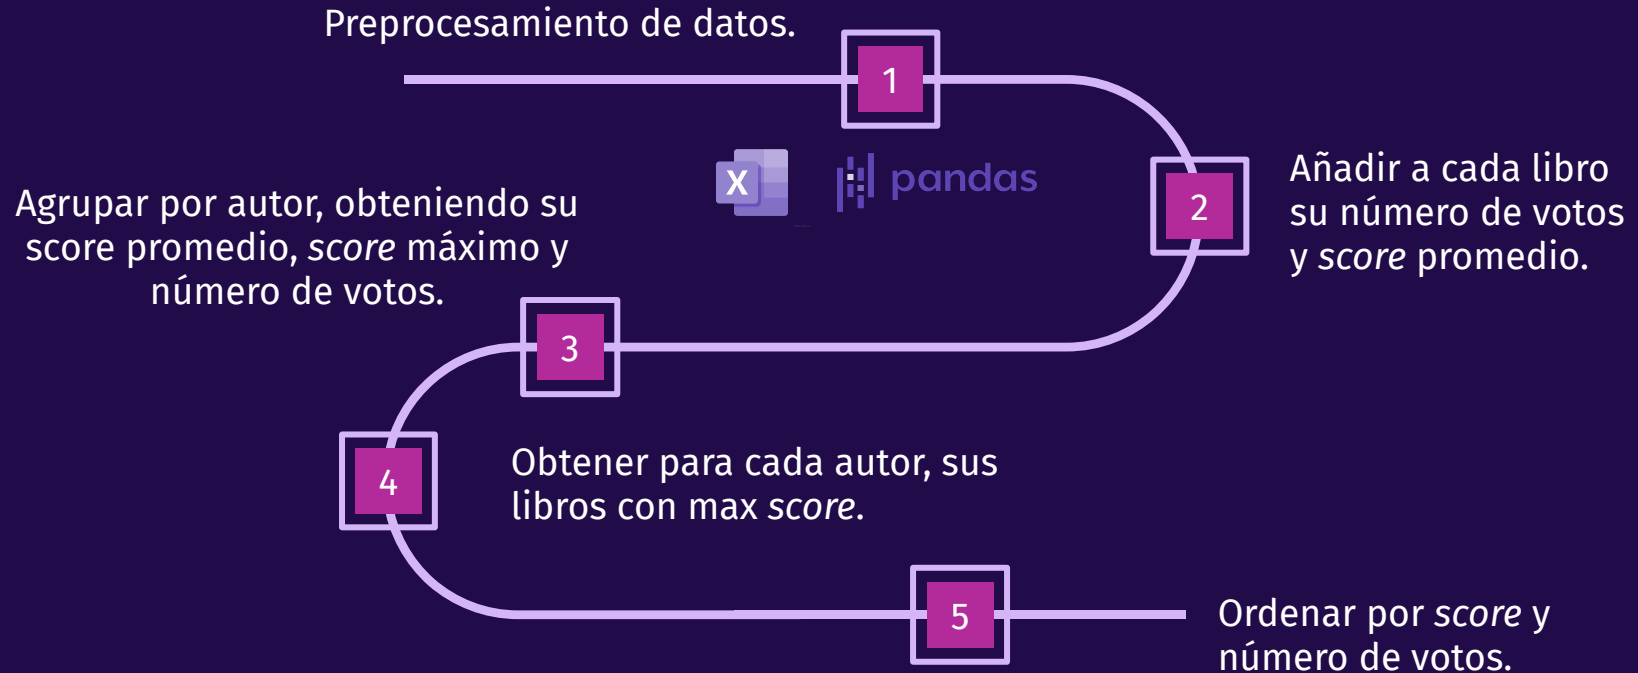 Preprocesamiento de datos.
1
X
pandas
Añadir a cada libro
su número de votos
y score promedio.
2
Agrupar por autor, obteniendo su
score promedio, score máximo y
número de votos.
3
4
Obtener para cada autor, sus
libros con max score.
5
Ordenar por score y
número de votos.